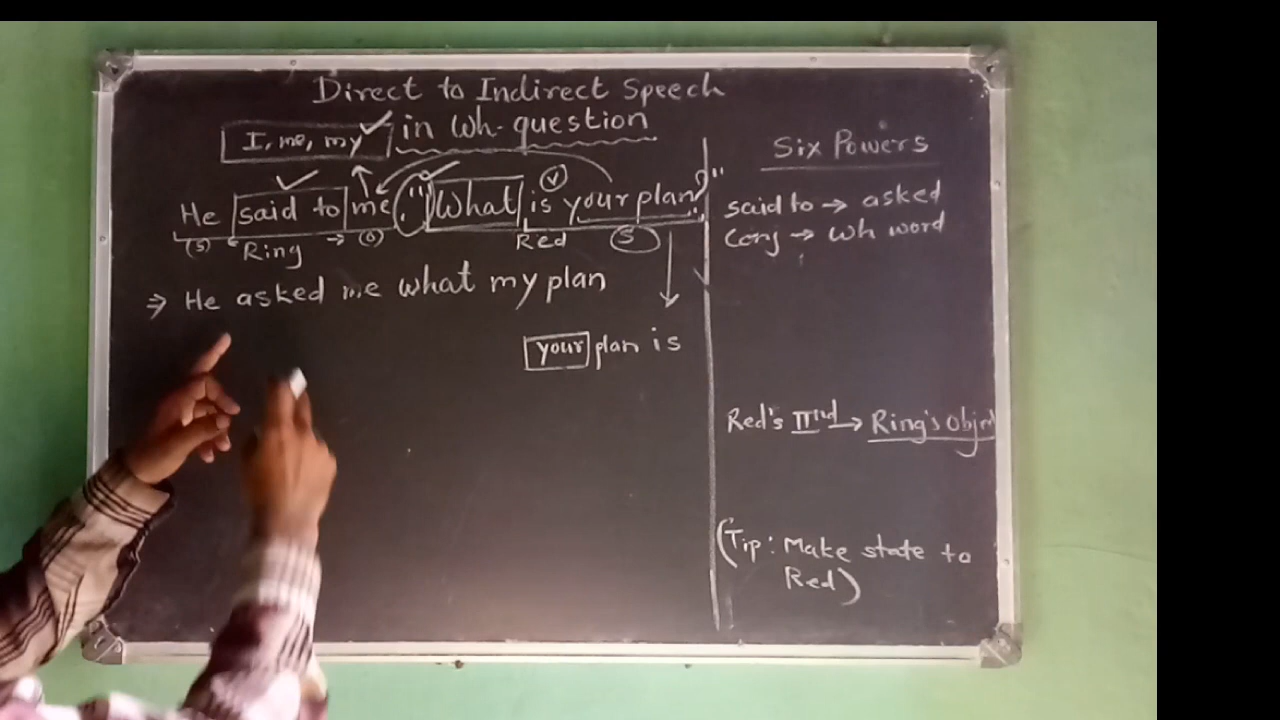 Direct to Indirect Speech
in Wh-question
I, me, my
He said to me, "What is your plan?"
(S) Ring (O) Red (S) (V)
⇒ He asked me what my plan
your plan is
Six Powers
said to → asked
Conj → Wh word
Red's IInd → Ring's Obje
(Tip: Make state to
Red)